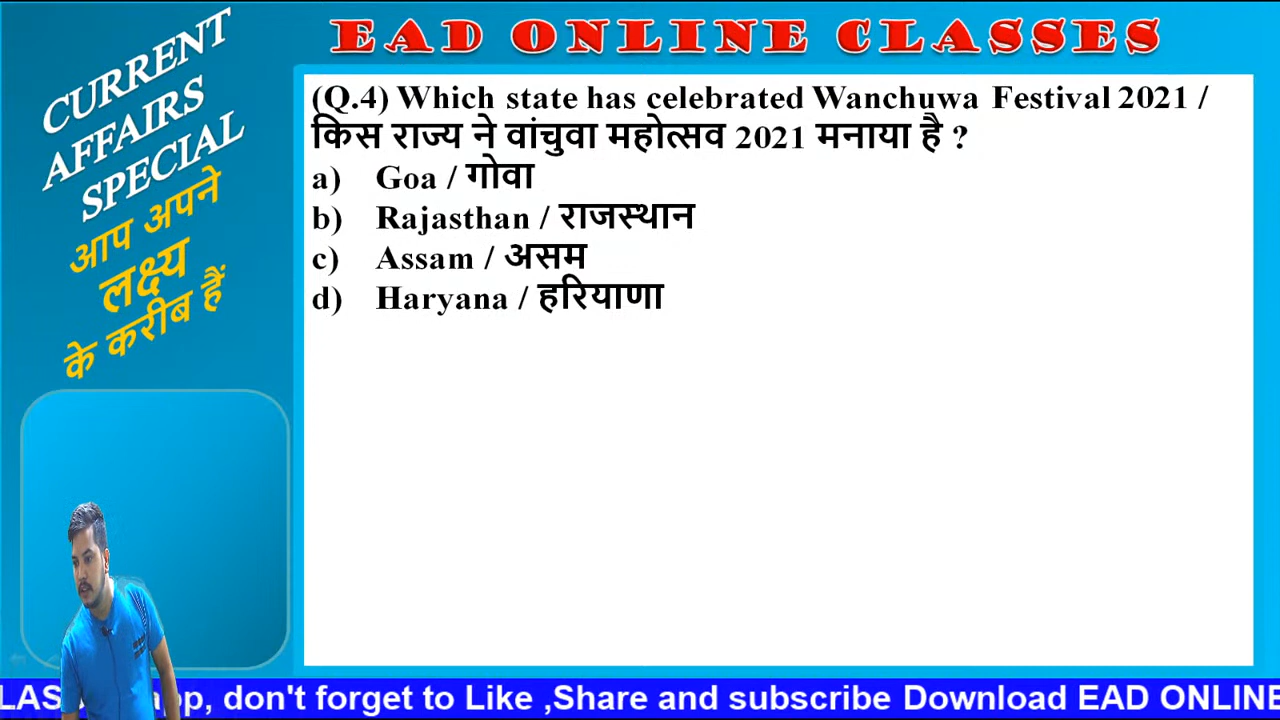 EAD ONLINE CLASSES
CURRENT
AFFAIRS
SPECIAL
आप अपने
लक्ष्य
के करीब हैं
(Q.4) Which state has celebrated Wanchuwa Festival 2021 /
किस राज्य ने वांचुवा महोत्सव 2021 मनाया है ?
a) Goa / गोवा
b) Rajasthan / राजस्थान
c) Assam / असम
d) Haryana / हरियाणा
don't forget to Like ,Share and subscribe Download EAD ONLINE